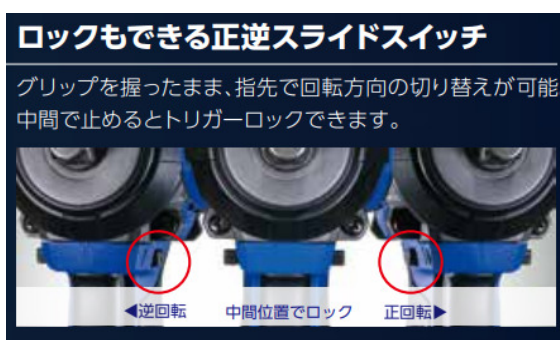 ロックもできる正逆スライドスイッチ
グリップを握ったまま、指先で回転方向の切り替えが可能
中間で止めるとトリガーロックできます。
◀逆回転 中間位置でロック 正回転▶